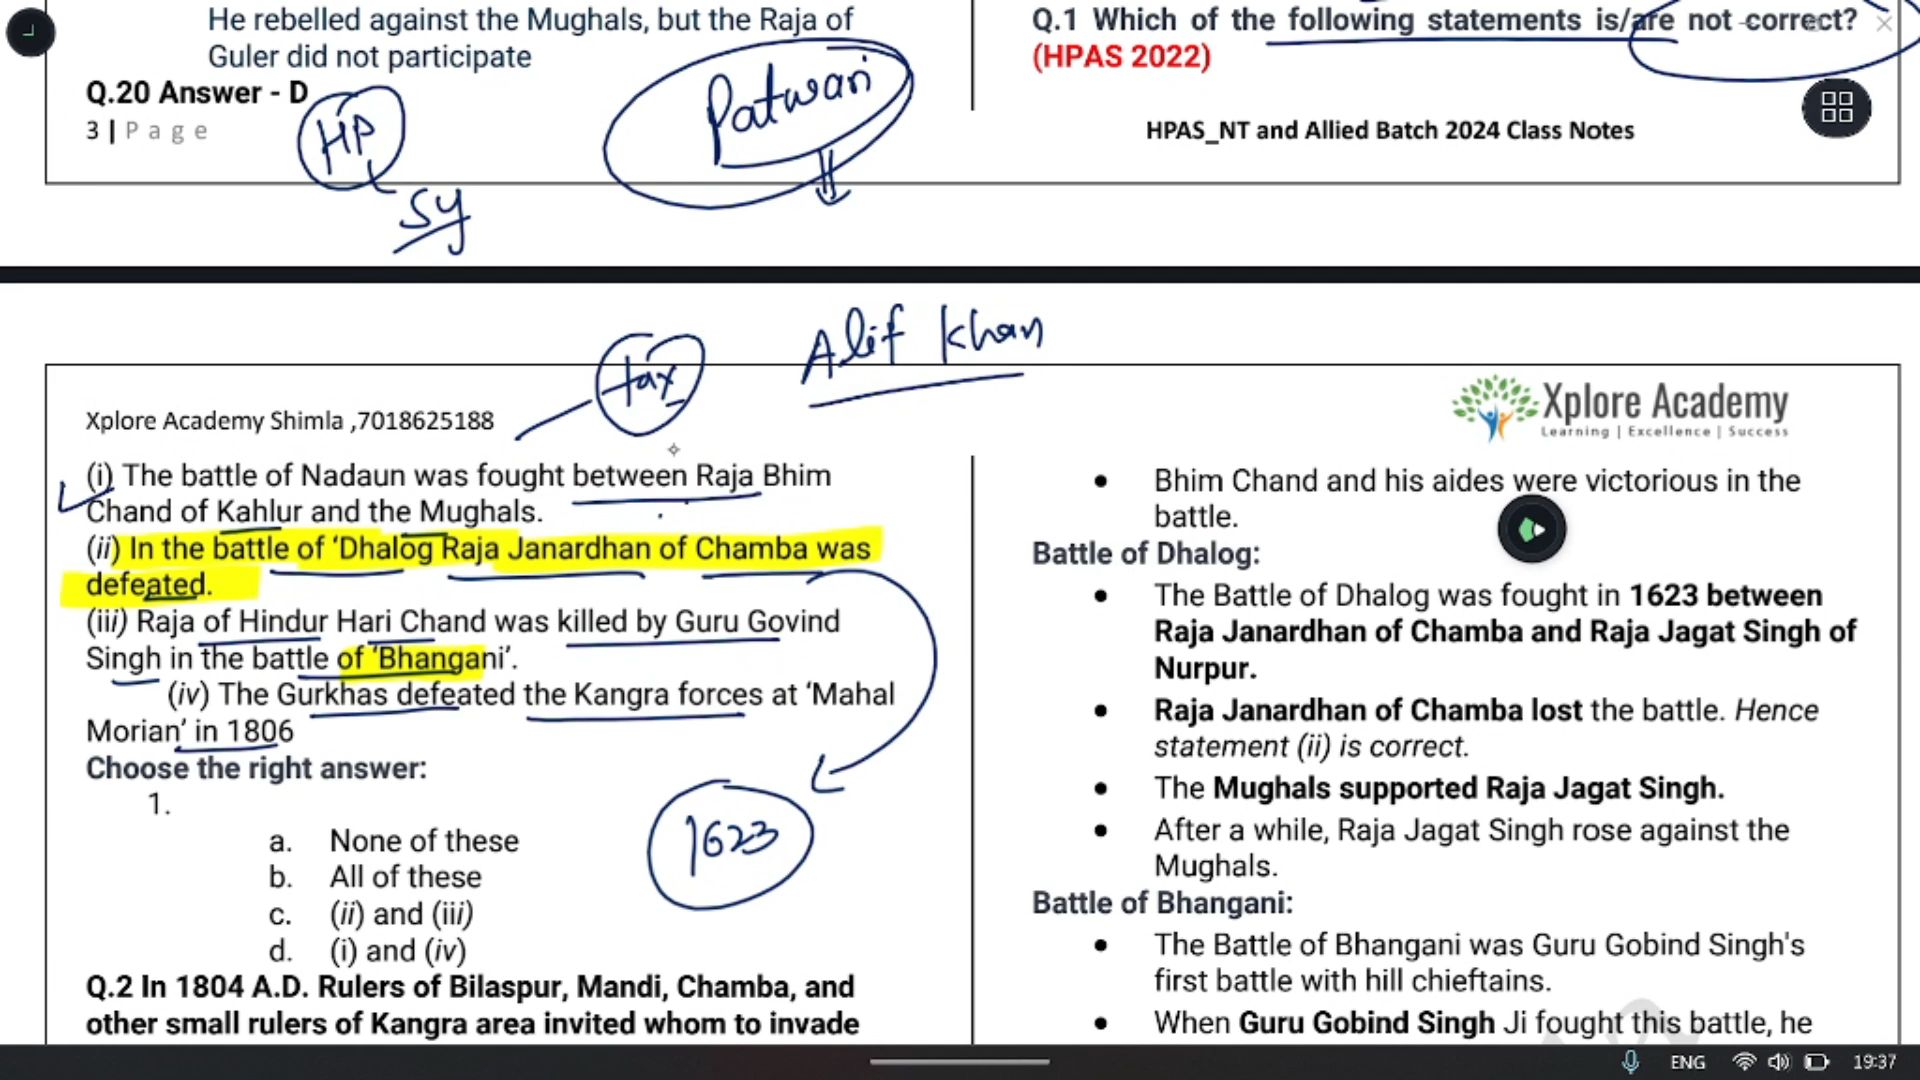 He rebelled against the Mughals, but the Raja of
Guler did not participate
Q.20 Answer - D
3 | Page
HP
Sy
Patwari
Q.1 Which of the following statements is/are not correct?
(HPAS 2022)
HPAS_NT and Allied Batch 2024 Class Notes
tax
Alif Khan
Xplore Academy Shimla ,7018625188
Xplore Academy
Learning | Excellence | Success
(i) The battle of Nadaun was fought between Raja Bhim
Chand of Kahlur and the Mughals.
(ii) In the battle of ‘Dhalog Raja Janardhan of Chamba was
defeated.
(iii) Raja of Hindur Hari Chand was killed by Guru Govind
Singh in the battle of ‘Bhangani’.
(iv) The Gurkhas defeated the Kangra forces at ‘Mahal
Morian’ in 1806
Choose the right answer:
1.
a. None of these
b. All of these
c. (ii) and (iii)
d. (i) and (iv)
1623
Q.2 In 1804 A.D. Rulers of Bilaspur, Mandi, Chamba, and
other small rulers of Kangra area invited whom to invade
• Bhim Chand and his aides were victorious in the
battle.
Battle of Dhalog:
• The Battle of Dhalog was fought in 1623 between
Raja Janardhan of Chamba and Raja Jagat Singh of
Nurpur.
• Raja Janardhan of Chamba lost the battle. Hence
statement (ii) is correct.
• The Mughals supported Raja Jagat Singh.
• After a while, Raja Jagat Singh rose against the
Mughals.
Battle of Bhangani:
• The Battle of Bhangani was Guru Gobind Singh's
first battle with hill chieftains.
• When Guru Gobind Singh Ji fought this battle, he
ENG
19:37